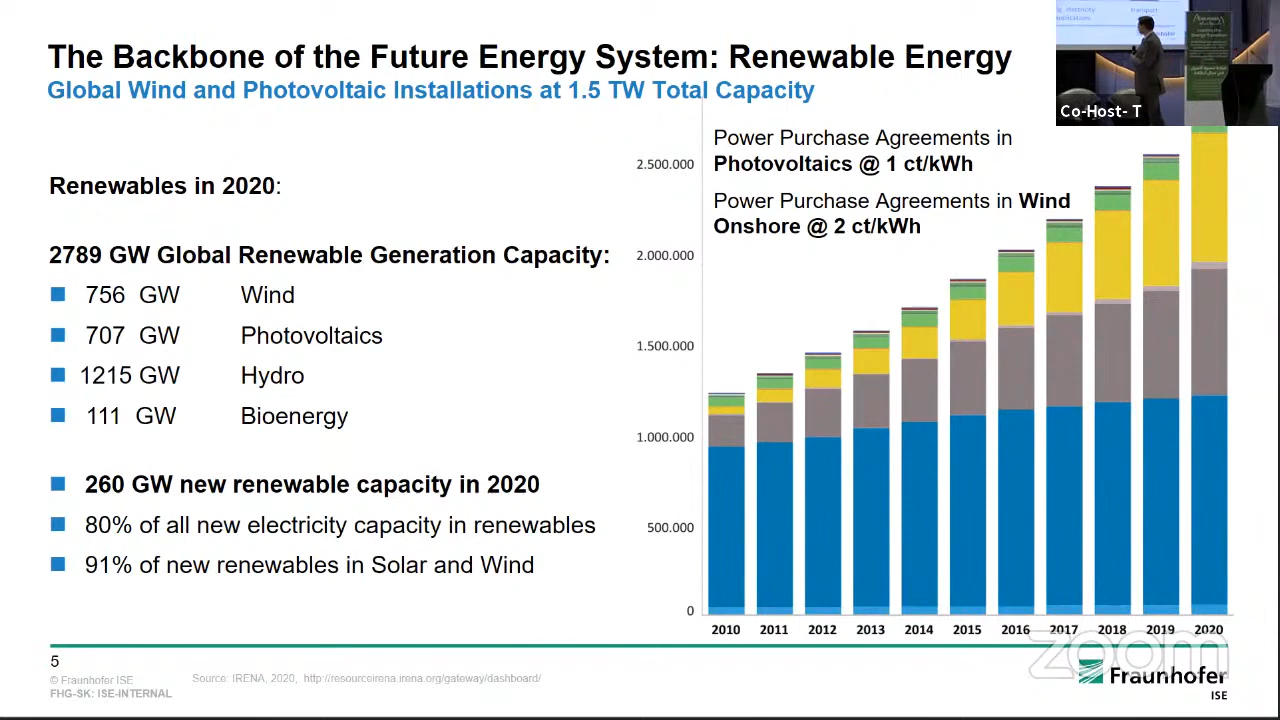 The Backbone of the Future Energy System: Renewable Energy
Global Wind and Photovoltaic Installations at 1.5 TW Total Capacity
Co-Host- T
Renewables in 2020:
2789 GW Global Renewable Generation Capacity:
756 GW Wind
707 GW Photovoltaics
1215 GW Hydro
111 GW Bioenergy
260 GW new renewable capacity in 2020
80% of all new electricity capacity in renewables
91% of new renewables in Solar and Wind
Power Purchase Agreements in
Photovoltaics @ 1 ct/kWh
Power Purchase Agreements in Wind
Onshore @ 2 ct/kWh
2.500.000
2.000.000
1.500.000
1.000.000
500.000
0
2010 2011 2012 2013 2014 2015 2016 2017 2018 2019 2020
zoom
5
© Fraunhofer ISE
FHG-SK: ISE-INTERNAL
Source: IRENA, 2020, http://resourceirena.irena.org/gateway/dashboard/
Fraunhofer
ISE